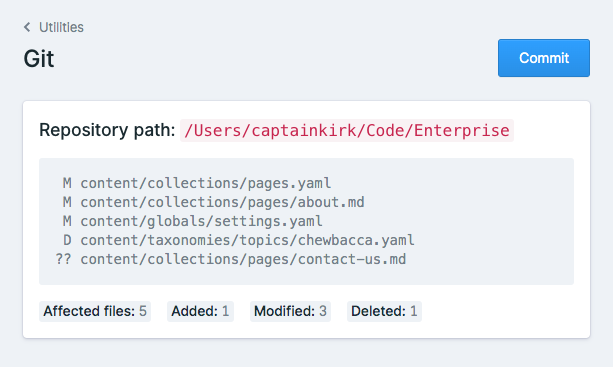 Utilities
Git
Commit
Repository path: /Users/captainkirk/Code/Enterprise
M content/collections/pages.yaml
M content/collections/pages/about.md
M content/globals/settings.yaml
D content/taxonomies/topics/chewbacca.yaml
?? content/collections/pages/contact-us.md
Affected files: 5 Added: 1 Modified: 3 Deleted: 1